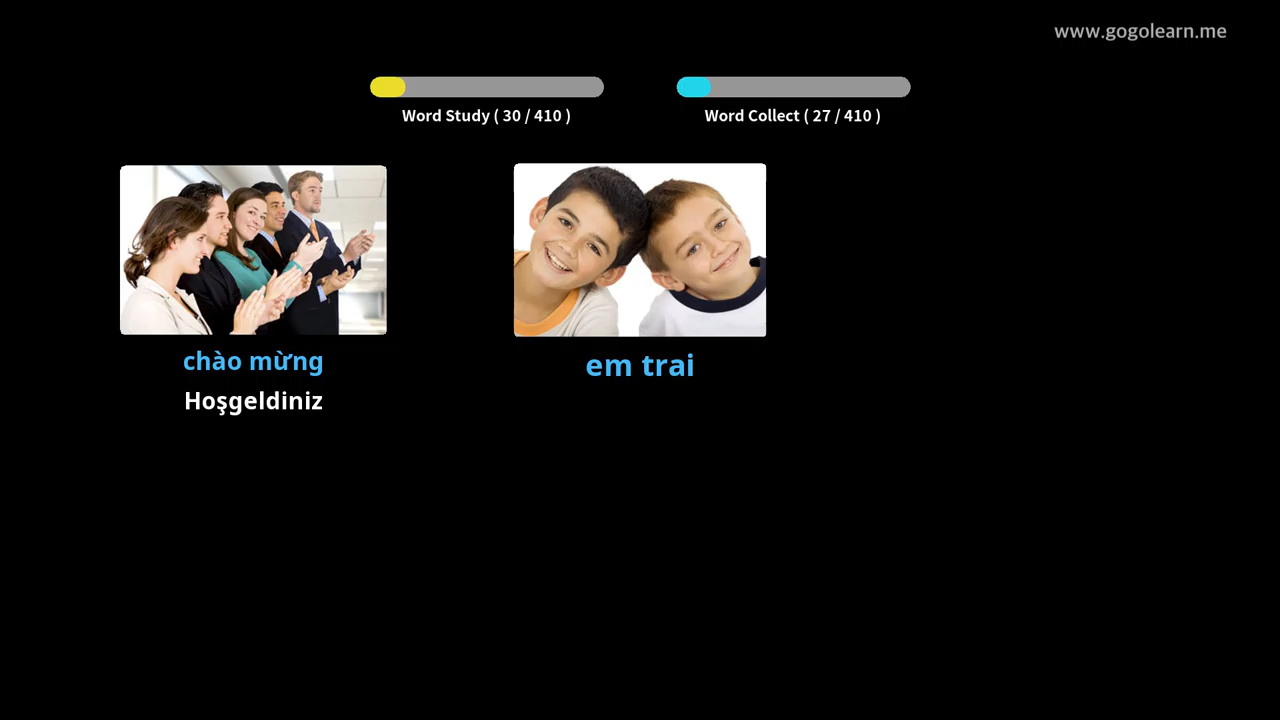 www.gogolearn.me
Word Study ( 30 / 410 )
Word Collect ( 27 / 410 )
chào mừng
Hoşgeldiniz
em trai